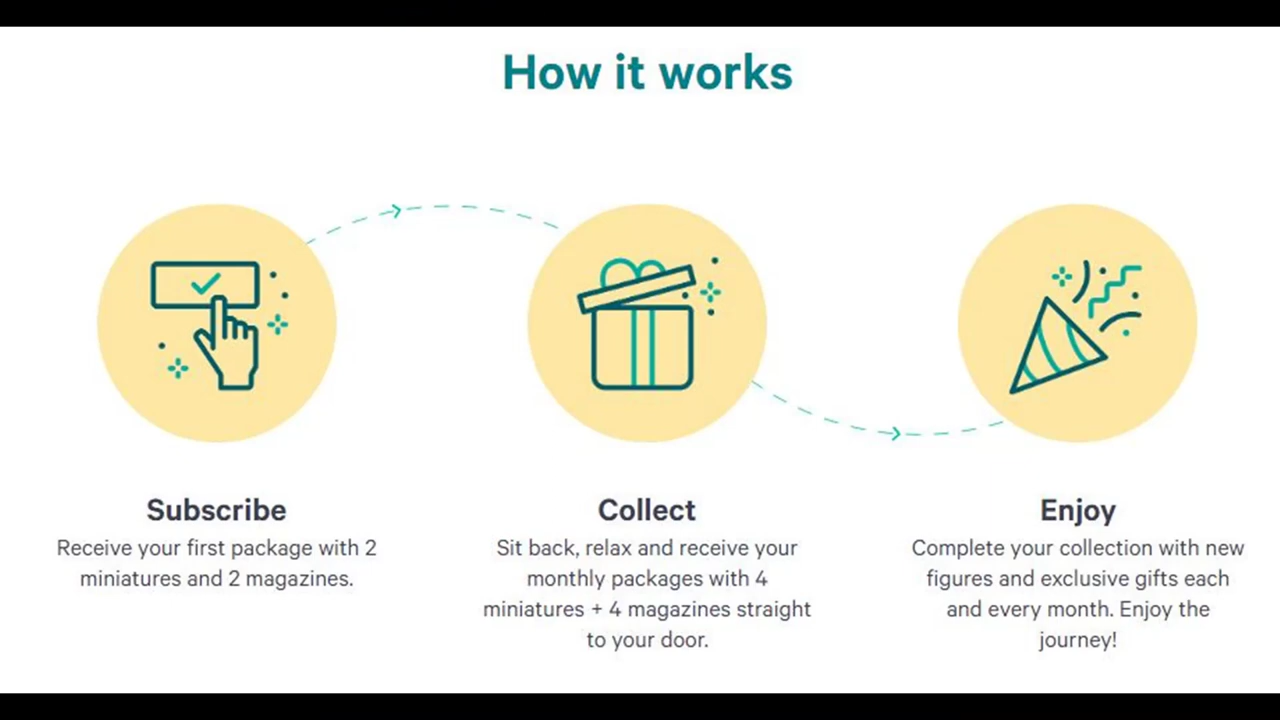 How it works
Subscribe
Receive your first package with 2
miniatures and 2 magazines.
Collect
Sit back, relax and receive your
monthly packages with 4
miniatures + 4 magazines straight
to your door.
Enjoy
Complete your collection with new
figures and exclusive gifts each
and every month. Enjoy the
journey!